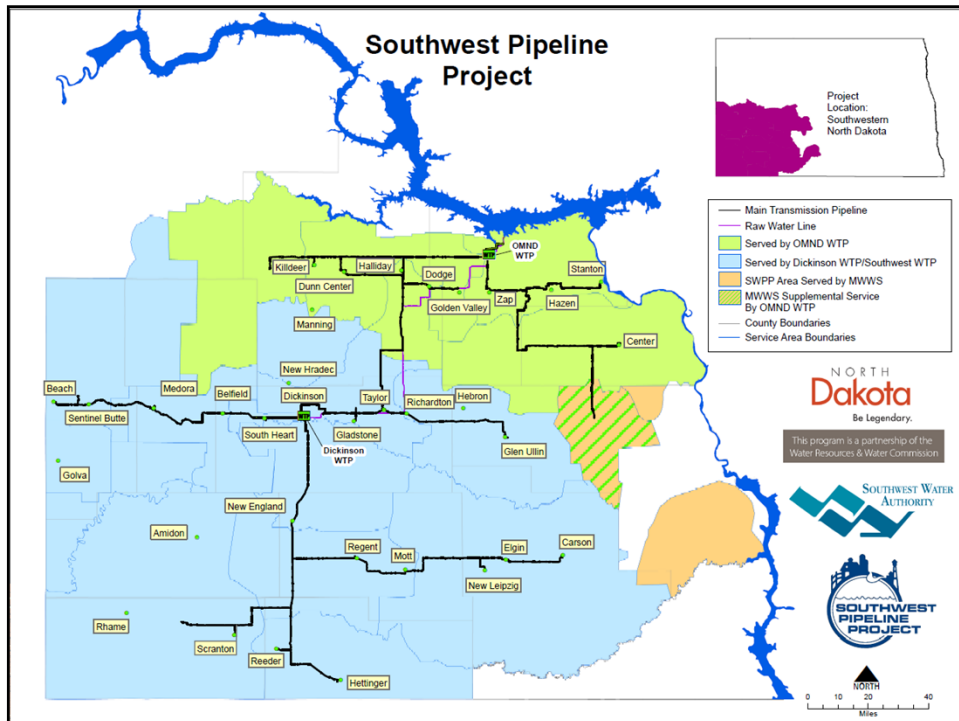 Southwest Pipeline
Project
Project
Location:
Southwestern
North Dakota
Main Transmission Pipeline
Raw Water Line
Served by OMND WTP
Served by Dickinson WTP/Southwest WTP
SWPP Area Served by MWWS
MWWS Supplemental Service
By OMND WTP
County Boundaries
Service Area Boundaries
OMND
WTP
Killdeer
Halliday
Dodge
Stanton
Dunn Center
Golden Valley
Zap
Hazen
Manning
Center
New Hradec
Beach
Medora
Belfield
Dickinson
Taylor
Richardton
Hebron
Sentinel Butte
South Heart
Gladstone
Glen Ullin
Dickinson
WTP
Golva
New England
Amidon
Regent
Mott
Elgin
Carson
New Leipzig
Rhame
Scranton
Reeder
Hettinger
NORTH
Dakota
Be Legendary.
This program is a partnership of the
Water Resources & Water Commission
SOUTHWEST WATER
AUTHORITY
SOUTHWEST
PIPELINE
PROJECT
NORTH
0 10 20 40
Miles